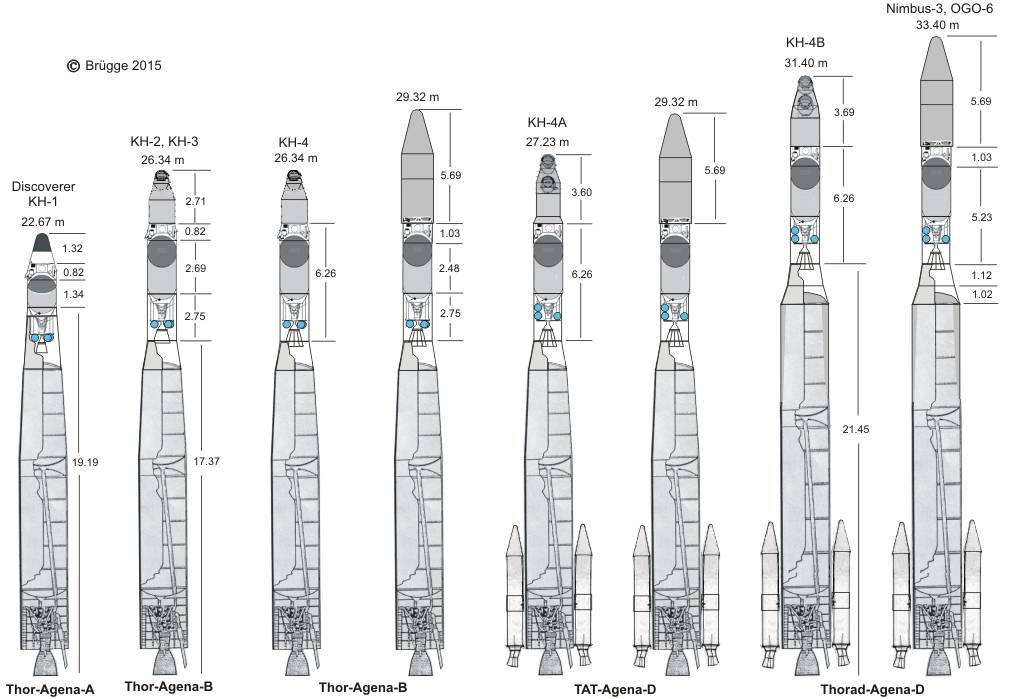 Nimbus-3, OGO-6
33.40 m
KH-4B
31.40 m
© Brügge 2015
29.32 m
29.32 m
KH-4A
27.23 m
KH-2, KH-3
26.34 m
KH-4
26.34 m
Discoverer
KH-1
22.67 m
1.32
0.82
1.34
19.19
2.71
0.82
2.69
2.75
17.37
6.26
5.69
1.03
2.48
2.75
3.60
6.26
5.69
3.69
6.26
21.45
5.69
1.03
5.23
1.12
1.02
Thor-Agena-A
Thor-Agena-B
Thor-Agena-B
TAT-Agena-D
Thorad-Agena-D